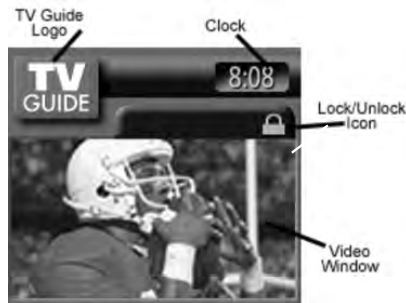 TV Guide
Logo
Clock
TV
GUIDE
8:08
Lock/Unlock
Icon
Video
Window